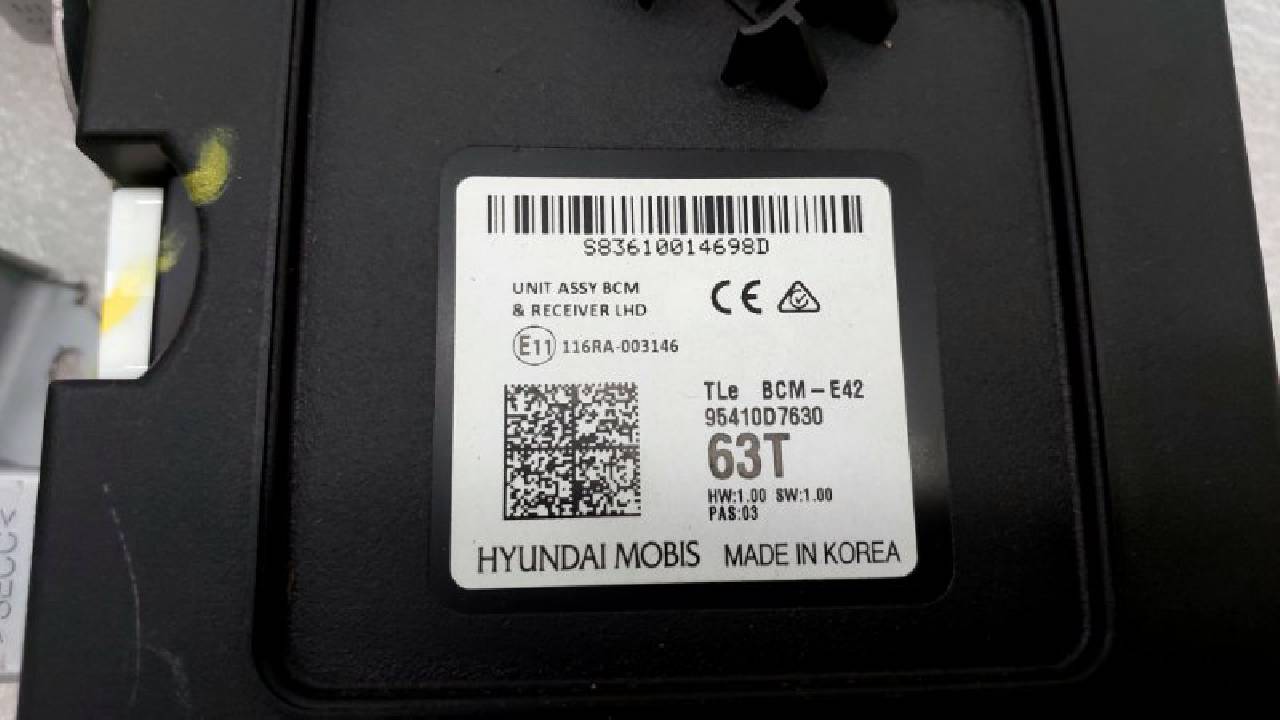 S83610014698D
UNIT ASSY BCM
& RECEIVER LHD
CE
E11 116RA-003146
TLe BCM-E42
95410D7630
63T
HW:1.00 SW:1.00
PAS:03
HYUNDAI MOBIS MADE IN KOREA